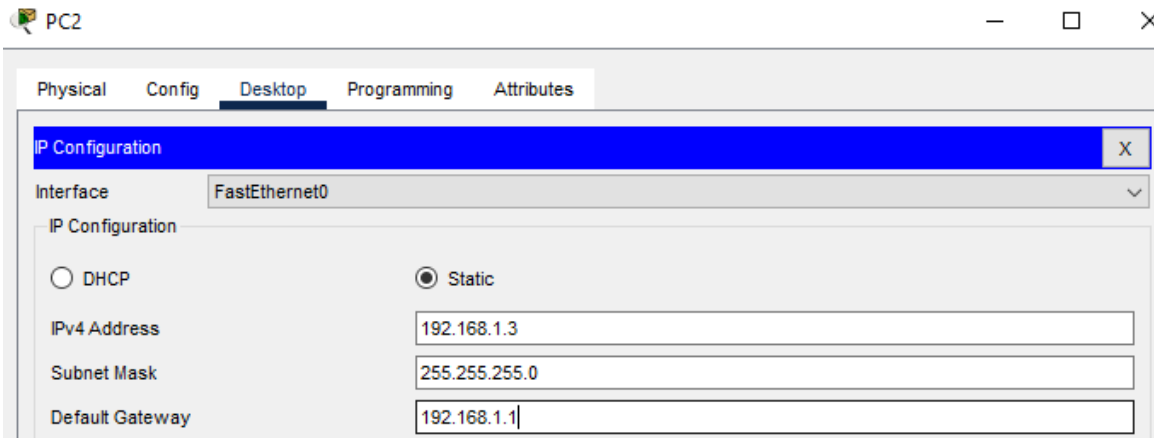 PC2
Physical Config Desktop Programming Attributes
IP Configuration X
Interface FastEthernet0
IP Configuration
DHCP Static
IPv4 Address 192.168.1.3
Subnet Mask 255.255.255.0
Default Gateway 192.168.1.1